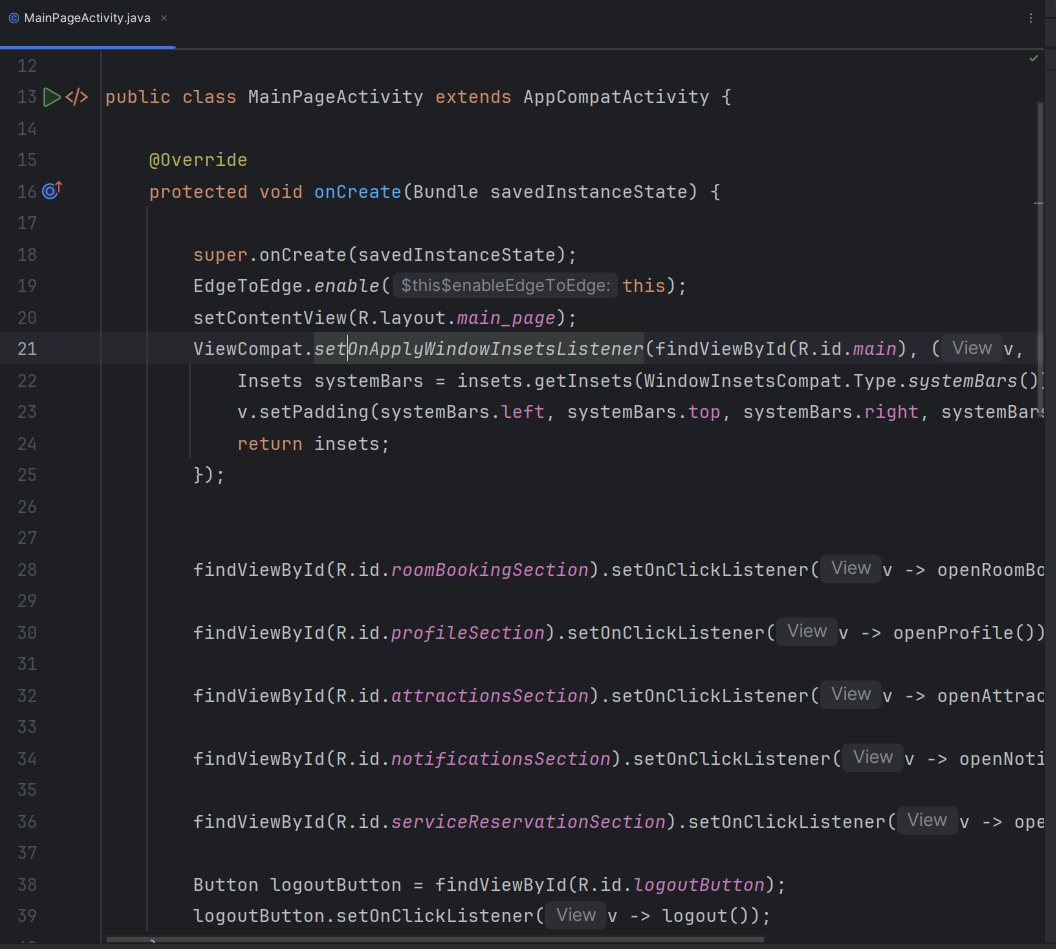 MainPageActivity.java
12
13 public class MainPageActivity extends AppCompatActivity {
14
15 @Override
16 protected void onCreate(Bundle savedInstanceState) {
17
18 super.onCreate(savedInstanceState);
19 EdgeToEdge.enable( $this$enableEdgeToEdge: this);
20 setContentView(R.layout.main_page);
21 ViewCompat.setOnApplyWindowInsetsListener(findViewById(R.id.main), ( View v,
22 Insets systemBars = insets.getInsets(WindowInsetsCompat.Type.systemBars())
23 v.setPadding(systemBars.left, systemBars.top, systemBars.right, systemBars
24 return insets;
25 });
26
27
28 findViewById(R.id.roomBookingSection).setOnClickListener( View v -> openRoomBo
29
30 findViewById(R.id.profileSection).setOnClickListener( View v -> openProfile())
31
32 findViewById(R.id.attractionsSection).setOnClickListener( View v -> openAttrac
33
34 findViewById(R.id.notificationsSection).setOnClickListener( View v -> openNoti
35
36 findViewById(R.id.serviceReservationSection).setOnClickListener( View v -> ope
37
38 Button logoutButton = findViewById(R.id.logoutButton);
39 logoutButton.setOnClickListener( View v -> logout());